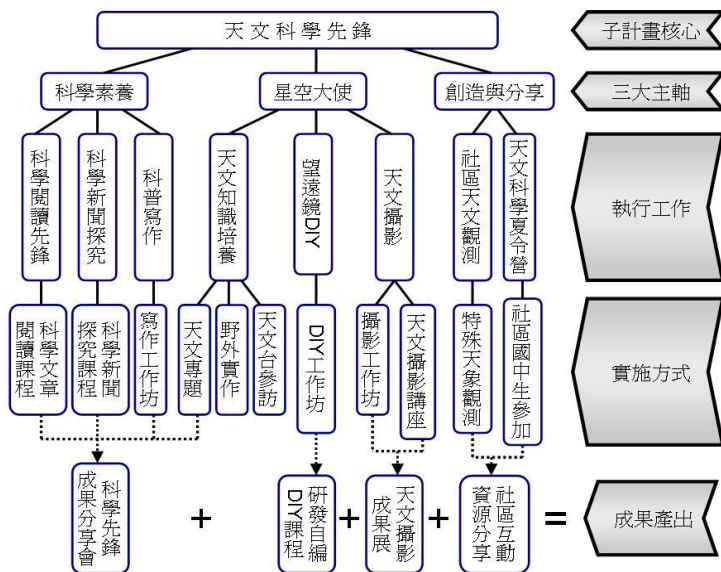 天文科學先鋒
子計畫核心
科學素養
星空大使
創造與分享
三大主軸
科學閱讀先鋒
科學新聞探究
科普寫作
天文知識培養
望遠鏡DIY
天文攝影
社區天文觀測
天文科學夏令營
執行工作
科學文章
閱讀課程
科學新聞
探究課程
寫作工作坊
天文專題
野外實作
天文台參訪
DIY工作坊
攝影工作坊
天文攝影講座
特殊天象觀測
社區國中生參加
實施方式
科學先鋒
成果分享會
+
研發自編
DIY課程
+
天文攝影
成果展
+
社區互動
資源分享
=
成果產出